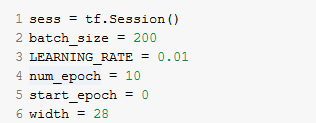 1 sess = tf.Session()
2 batch_size = 200
3 LEARNING_RATE = 0.01
4 num_epoch = 10
5 start_epoch = 0
6 width = 28